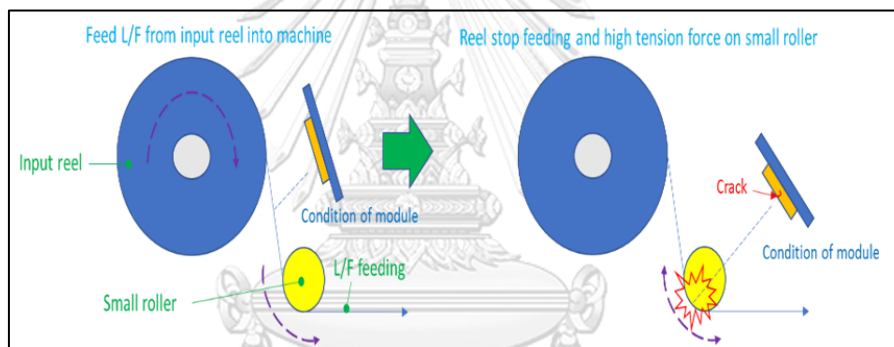 Feed L/F from input reel into machine
Input reel
Condition of module
L/F feeding
Small roller
Reel stop feeding and high tension force on small roller
Crack
Condition of module